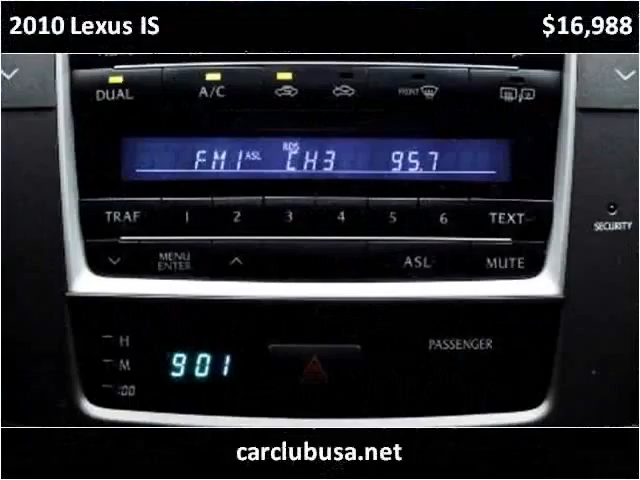 2010 Lexus IS $16,988
DUAL A/C FRONT
FM1 ASL RDS CH3 95.7
TRAF 1 2 3 4 5 6 TEXT
SECURITY
MENU
ENTER ASL MUTE
H
M
:00
901
PASSENGER
carclubusa.net